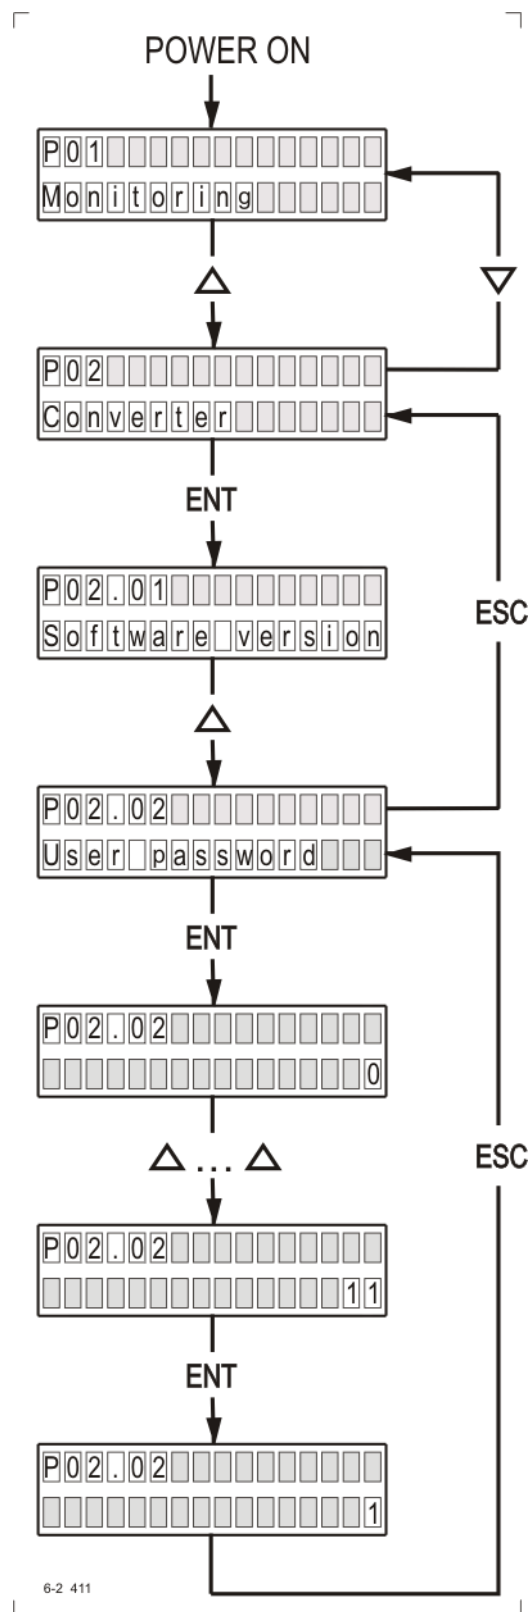 POWER ON
P01
Monitoring
P02
Converter
ENT
P02.01
Software version
ESC
P02.02
User password
ENT
P02.02
0
ESC
...
P02.02
11
ENT
P02.02
1
6-2 411